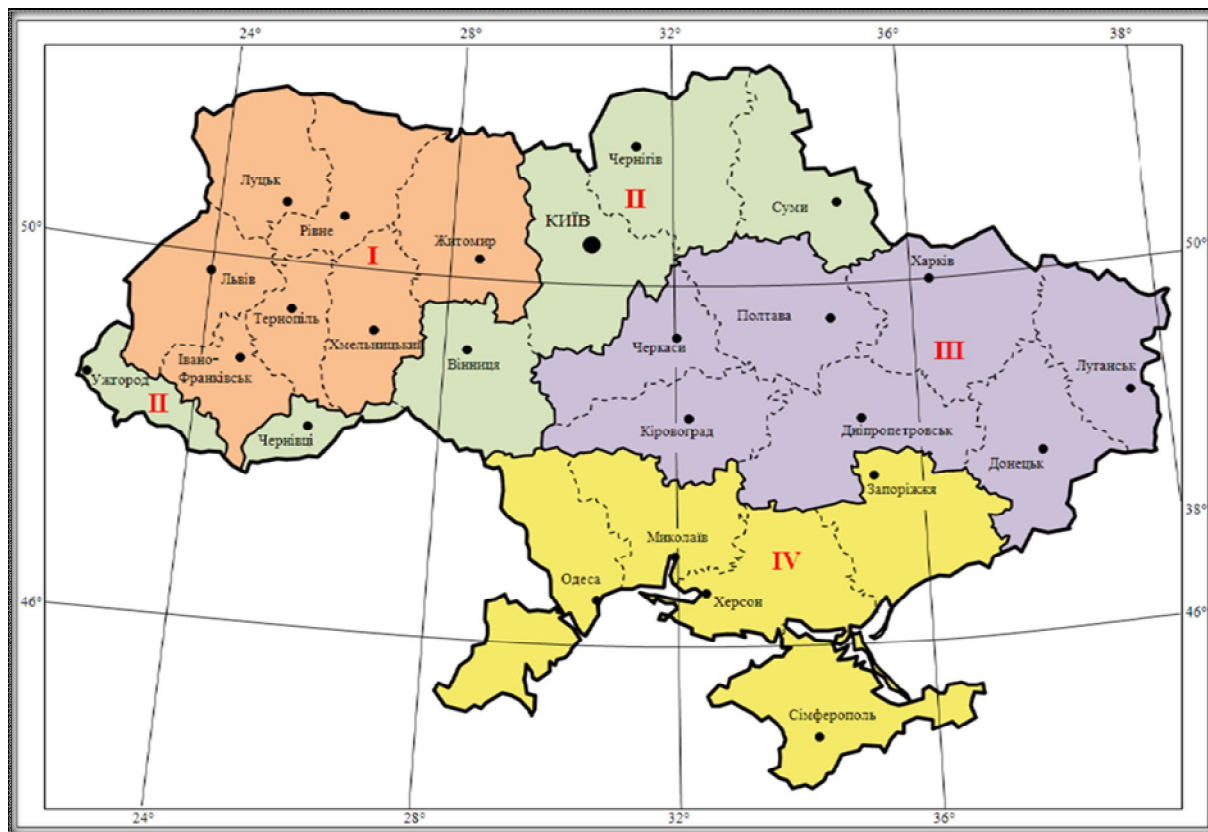 24°
28°
32°
36°
38°
Чернігів
Луцьк
II
Суми
КИЇВ
50°
Рівне
Житомир
50°
I
Харків
Львів
Тернопіль
Полтава
Хмельницький
Черкаси
III
Івано-
Франківськ
Вінниця
Луганськ
Ужгород
II
Чернівці
Кіровоград
Дніпропетровськ
Донецьк
Запоріжжя
38°
Миколаїв
IV
Одеса
46°
Херсон
46°
Сімферополь
24°
28°
32°
36°